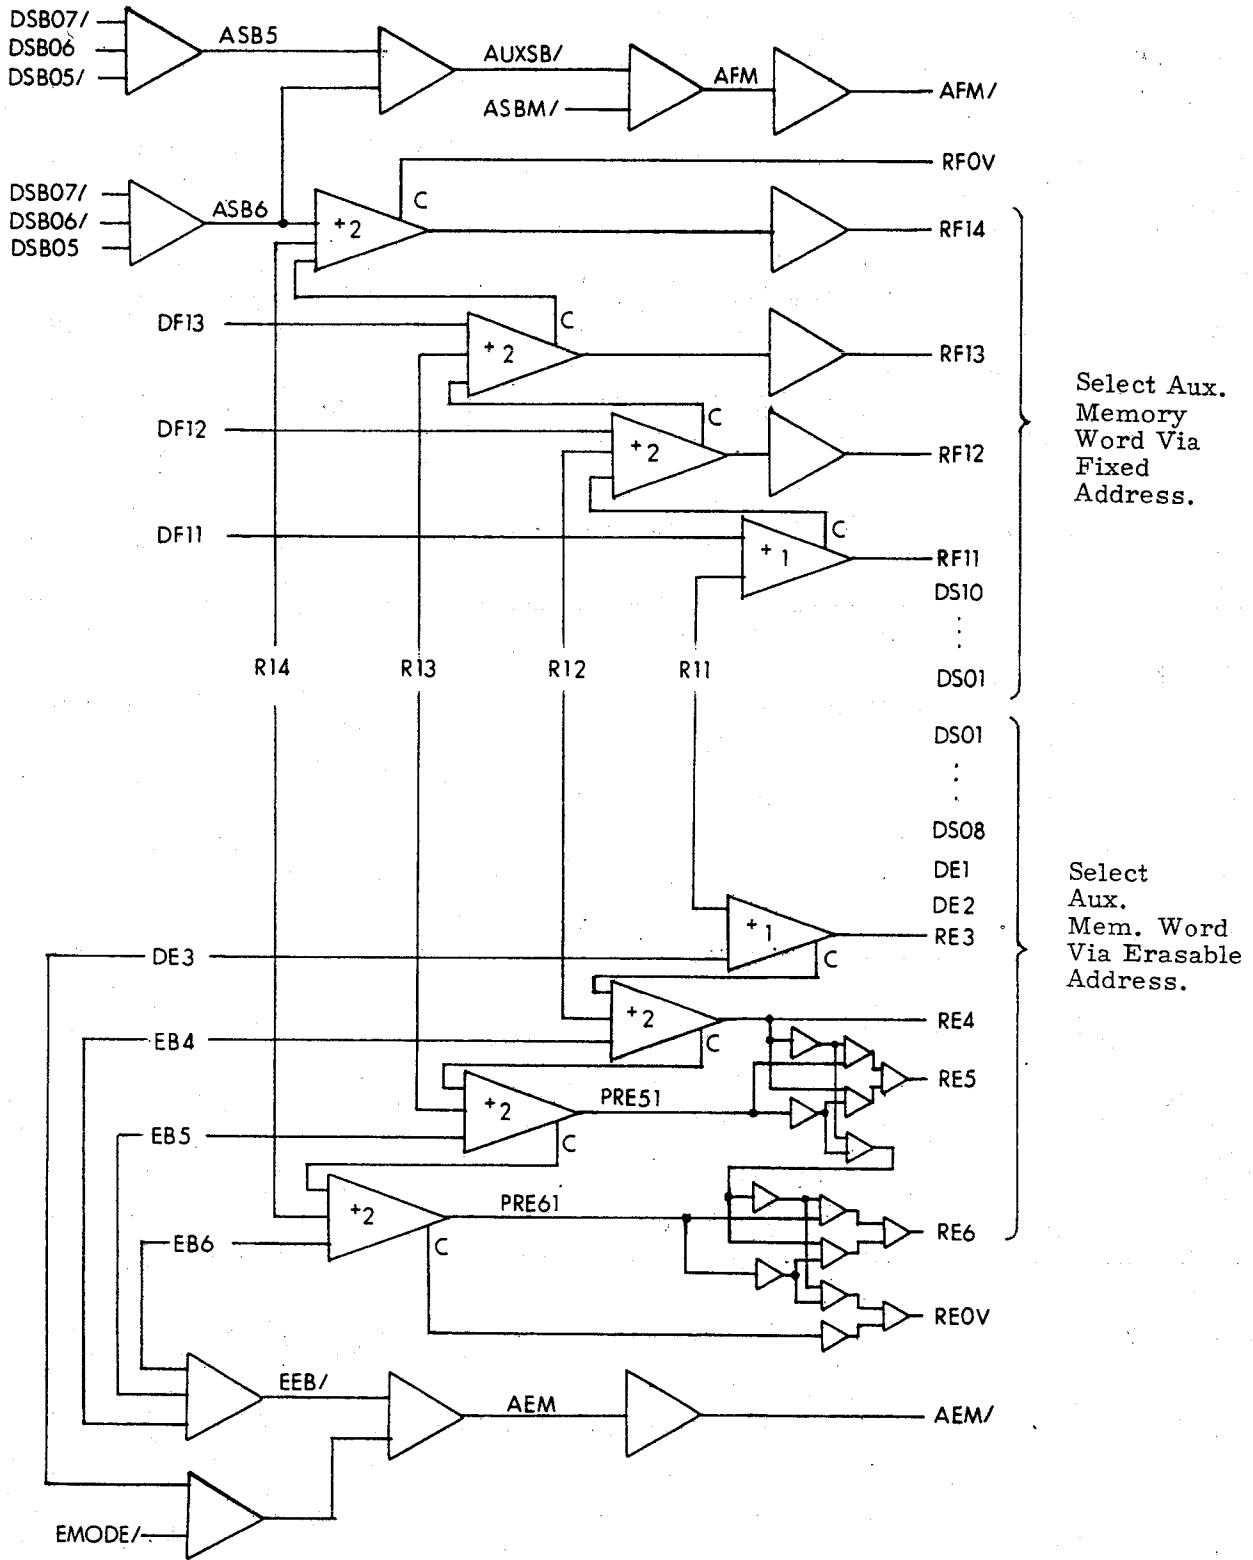 DSB07/
DSB06
DSB05/
ASB5
AUXSB/
ASBM/
AFM
AFM/
RFOV
DSB07/
DSB06/
DSB05
ASB6
+2
C
RF14
DF13
+2
C
RF13
DF12
+2
C
RF12
DF11
+1
C
RF11
DS10
DS01
Select Aux.
Memory
Word Via
Fixed
Address.
R14
R13
R12
R11
DS01
DS08
DE1
DE2
RE3
Select
Aux.
Mem. Word
Via Erasable
Address.
+1
DE3
C
+2
RE4
EB4
C
RE5
+2
PRE51
EB5
C
+2
PRE61
RE6
EB6
C
REOV
EEB/
AEM
AEM/
EMODE/